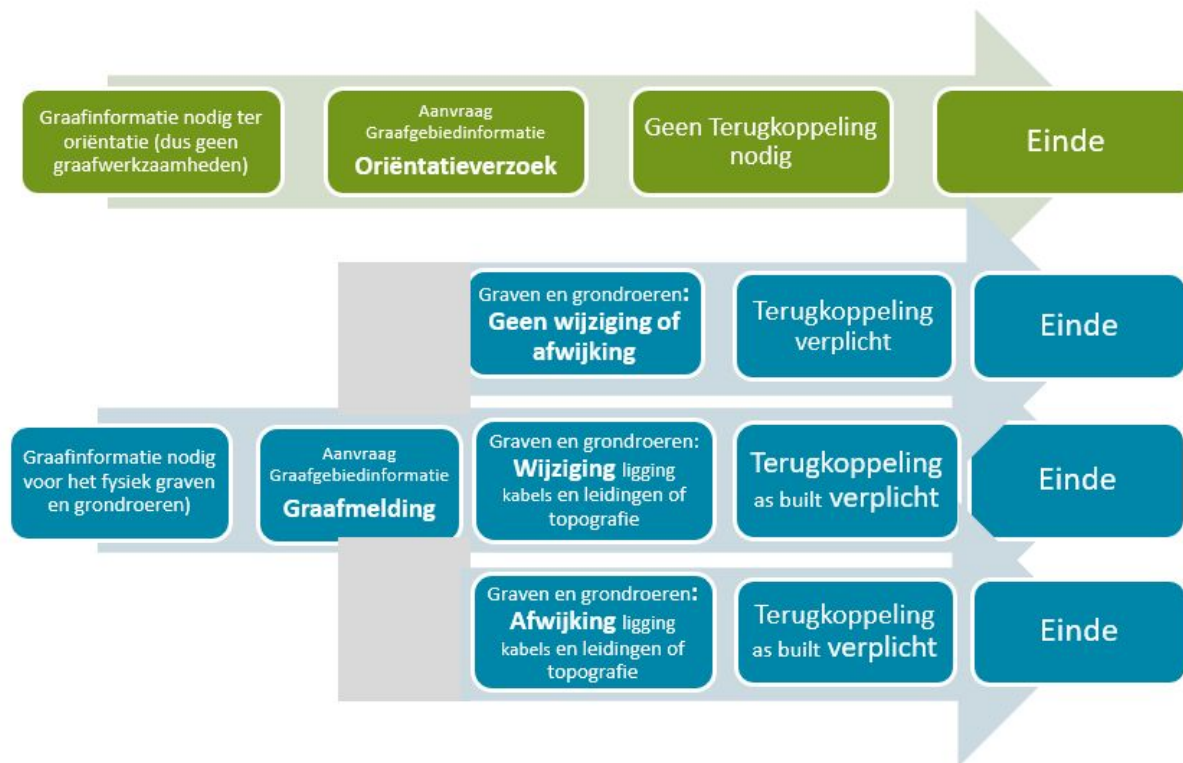 Graafinformatie nodig ter
oriëntatie (dus geen
graafwerkzaamheden)
Aanvraag
Graafgebiedinformatie
Oriëntatieverzoek
Geen Terugkoppeling
nodig
Einde
Graven en grondroeren:
Geen wijziging of
afwijking
Terugkoppeling
verplicht
Einde
Graafinformatie nodig
voor het fysiek graven
en grondroeren)
Aanvraag
Graafgebiedinformatie
Graafmelding
Graven en grondroeren:
Wijziging ligging
kabels en leidingen of
topografie
Terugkoppeling
as built verplicht
Einde
Graven en grondroeren:
Afwijking ligging
kabels en leidingen of
topografie
Terugkoppeling
as built verplicht
Einde